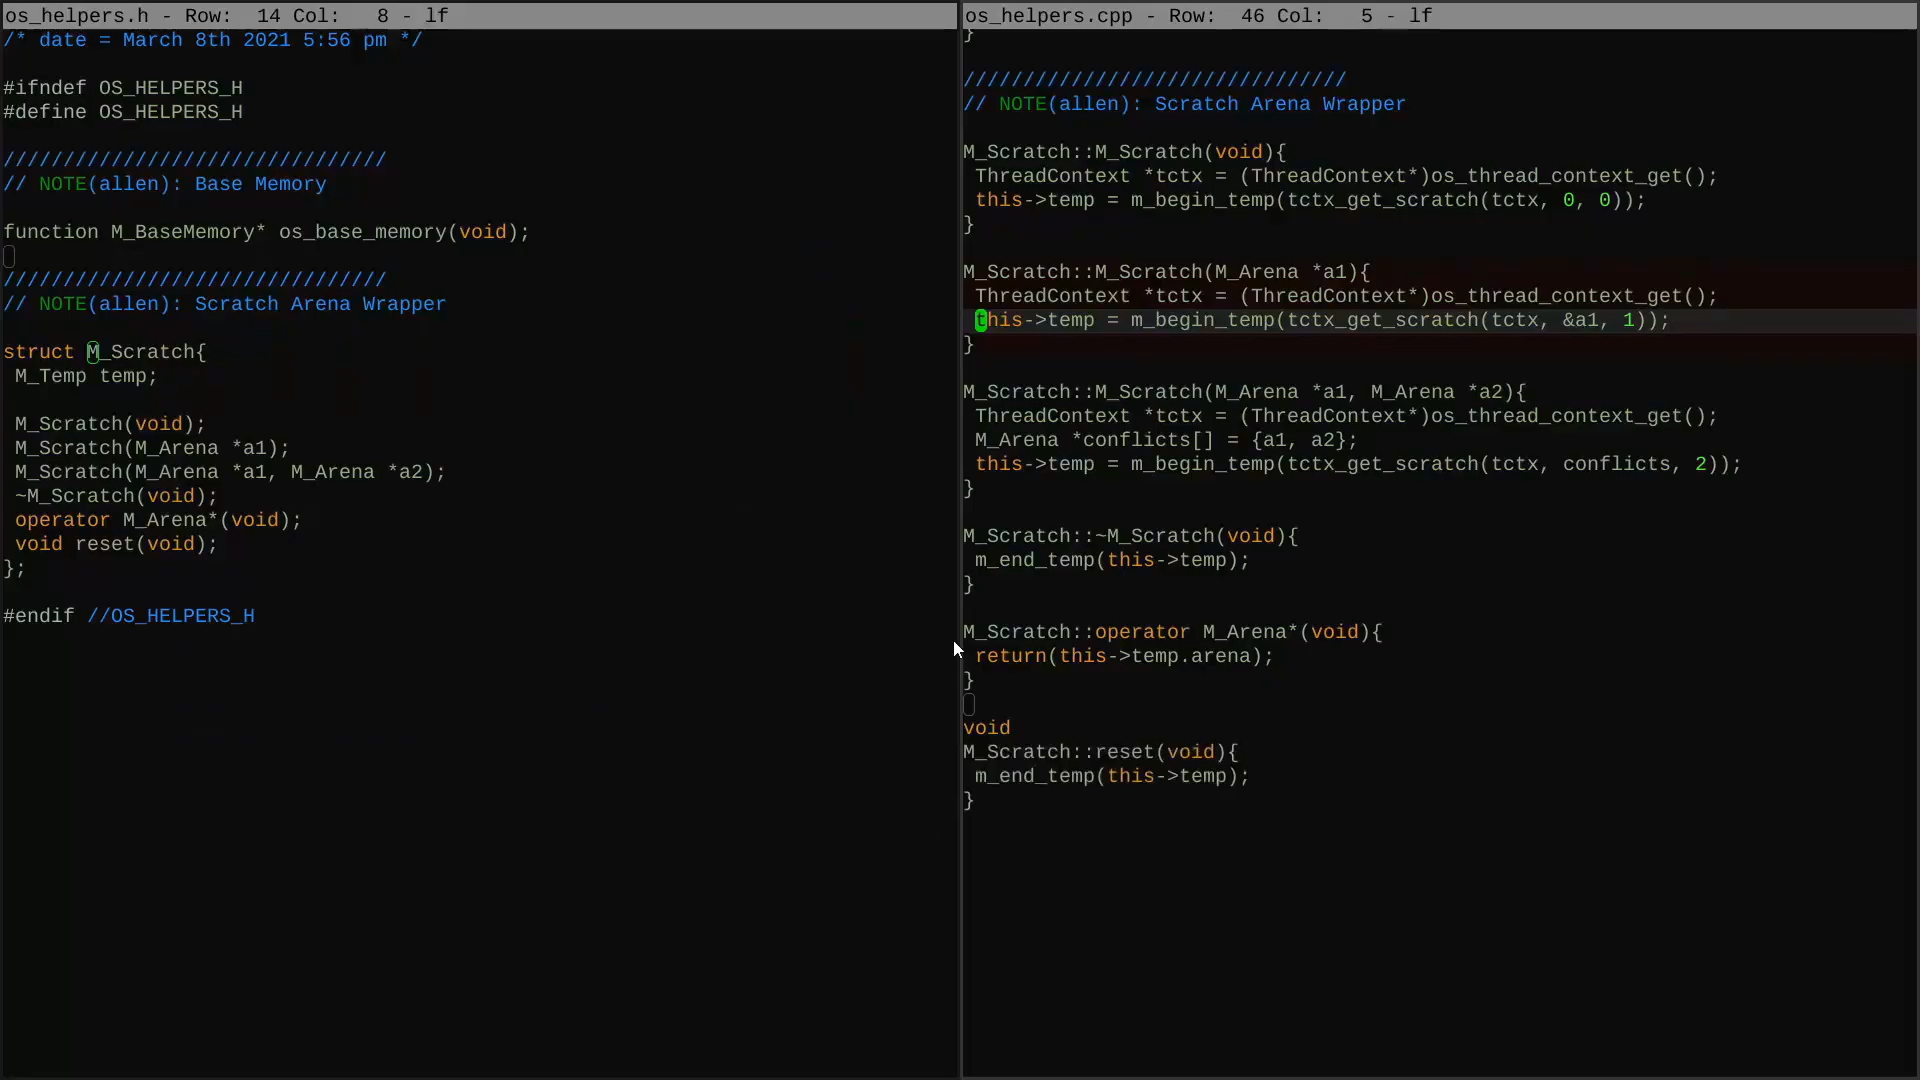 os_helpers.h - Row:  14 Col:   8 - lf
/* date = March 8th 2021 5:56 pm */
#ifndef OS_HELPERS_H
#define OS_HELPERS_H
////////////////////////////////
// NOTE(allen): Base Memory
function M_BaseMemory* os_base_memory(void);
////////////////////////////////
// NOTE(allen): Scratch Arena Wrapper
struct M_Scratch{
 M_Temp temp;
 M_Scratch(void);
 M_Scratch(M_Arena *a1);
 M_Scratch(M_Arena *a1, M_Arena *a2);
 ~M_Scratch(void);
 operator M_Arena*(void);
 void reset(void);
};
#endif //OS_HELPERS_H
os_helpers.cpp - Row:  46 Col:   5 - lf
}
////////////////////////////////
// NOTE(allen): Scratch Arena Wrapper
M_Scratch::M_Scratch(void){
 ThreadContext *tctx = (ThreadContext*)os_thread_context_get();
 this->temp = m_begin_temp(tctx_get_scratch(tctx, 0, 0));
}
M_Scratch::M_Scratch(M_Arena *a1){
 ThreadContext *tctx = (ThreadContext*)os_thread_context_get();
 this->temp = m_begin_temp(tctx_get_scratch(tctx, &a1, 1));
}
M_Scratch::M_Scratch(M_Arena *a1, M_Arena *a2){
 ThreadContext *tctx = (ThreadContext*)os_thread_context_get();
 M_Arena *conflicts[] = {a1, a2};
 this->temp = m_begin_temp(tctx_get_scratch(tctx, conflicts, 2));
}
M_Scratch::~M_Scratch(void){
 m_end_temp(this->temp);
}
M_Scratch::operator M_Arena*(void){
 return(this->temp.arena);
}
void
M_Scratch::reset(void){
 m_end_temp(this->temp);
}